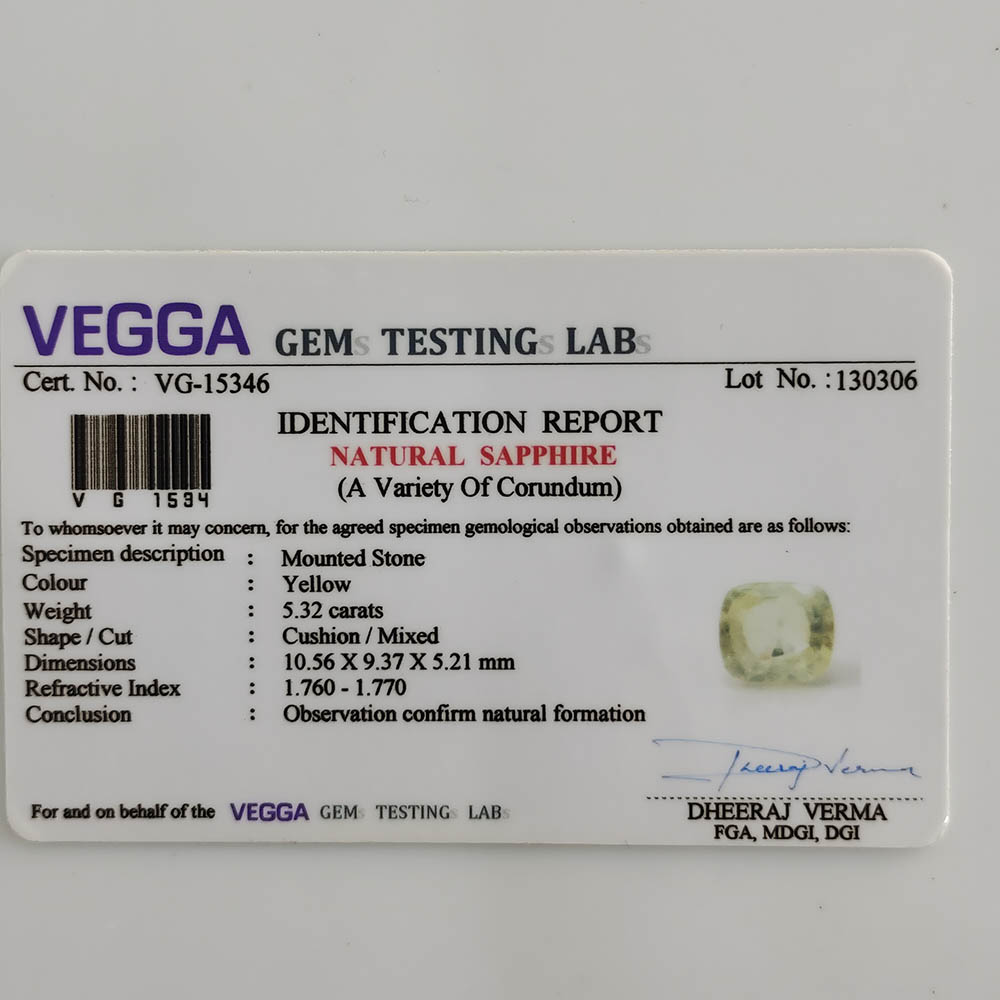 VEGGA GEMs TESTINGs LABs
Cert. No. : VG-15346 Lot No. : 130306
IDENTIFICATION REPORT
NATURAL SAPPHIRE
(A Variety Of Corundum)
V G 1534
To whomsoever it may concern, for the agreed specimen gemological observations obtained are as follows:
Specimen description : Mounted Stone
Colour : Yellow
Weight : 5.32 carats
Shape / Cut : Cushion / Mixed
Dimensions : 10.56 X 9.37 X 5.21 mm
Refractive Index : 1.760 - 1.770
Conclusion : Observation confirm natural formation
Dheeraj Verma
For and on behalf of the VEGGA GEMs TESTINGs LABs DHEERAJ VERMA
FGA, MDGI, DGI